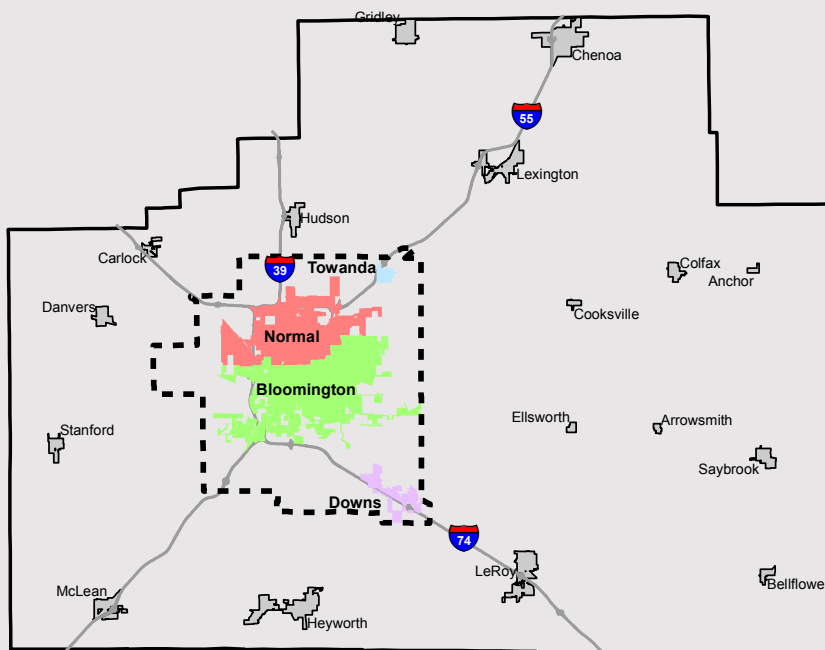 Gridley
Chenoa
55
Lexington
Hudson
Carlock
39
Towanda
Colfax
Anchor
Danvers
Cooksville
Normal
Bloomington
Ellsworth
Arrowsmith
Stanford
Saybrook
Downs
74
LeRoy
Bellflowe
McLean
Heyworth